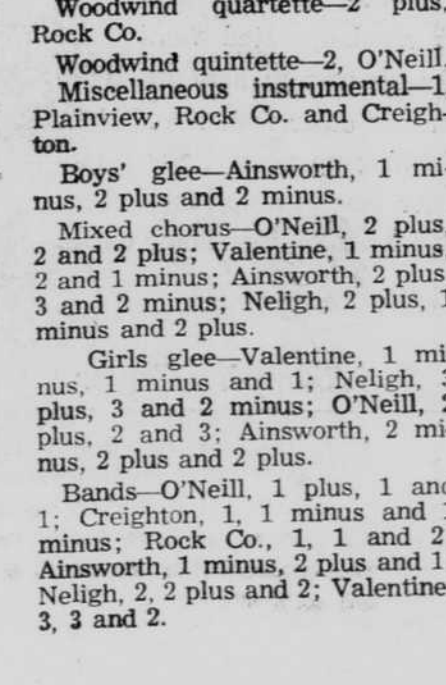 Woodwind quartette—2 plus,
Rock Co.
Woodwind quintette—2, O'Neill.
Miscellaneous instrumental—1
Plainview, Rock Co. and Creigh-
ton.
Boys' glee—Ainsworth, 1 mi-
nus, 2 plus and 2 minus.
Mixed chorus—O'Neill, 2 plus
2 and 2 plus; Valentine, 1 minus
2 and 1 minus; Ainsworth, 2 plus
3 and 2 minus; Neligh, 2 plus, 1
minus and 2 plus.
Girls glee—Valentine, 1 mi
nus, 1 minus and 1; Neligh,
plus, 3 and 2 minus; O'Neill,
plus, 2 and 3; Ainsworth, 2 mi-
nus, 2 plus and 2 plus.
Bands—O'Neill, 1 plus, 1 and
1; Creighton, 1, 1 minus and 1
minus; Rock Co., 1, 1 and 2
Ainsworth, 1 minus, 2 plus and 1
Neligh, 2, 2 plus and 2; Valentine
3, 3 and 2.